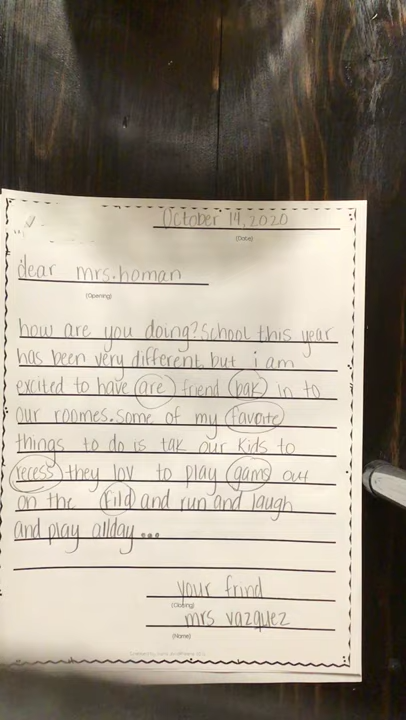 October 14, 2020
(Date)
dear mrs.homan
(Opening)
how are you doing? School this year
has been very different, but i am
excited to have are friend bak in to
our roomes. some of my favorite
things to do is tak our kids to
recess they lov to play gams out
on the fild and run and laugh
and play allday...
your frind
(Closing)
mrs vazquez
(Name)